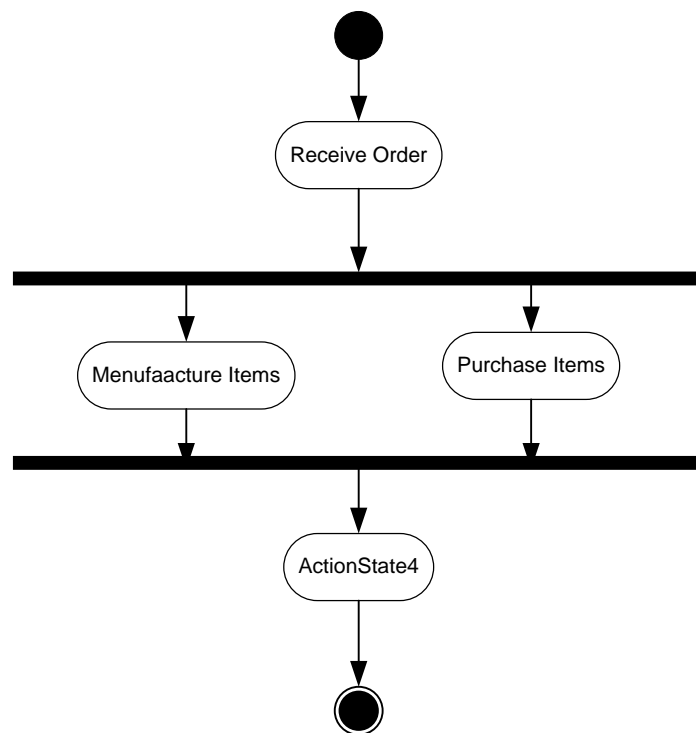 Receive Order
Menufaacture Items
Purchase Items
ActionState4